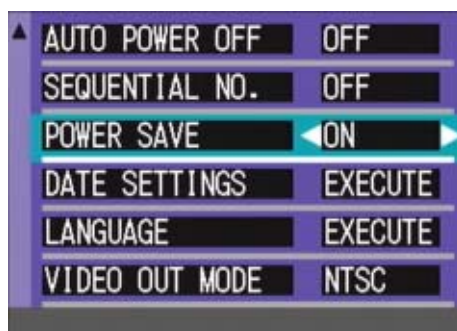 AUTO POWER OFF OFF
SEQUENTIAL NO. OFF
POWER SAVE ON
DATE SETTINGS EXECUTE
LANGUAGE EXECUTE
VIDEO OUT MODE NTSC